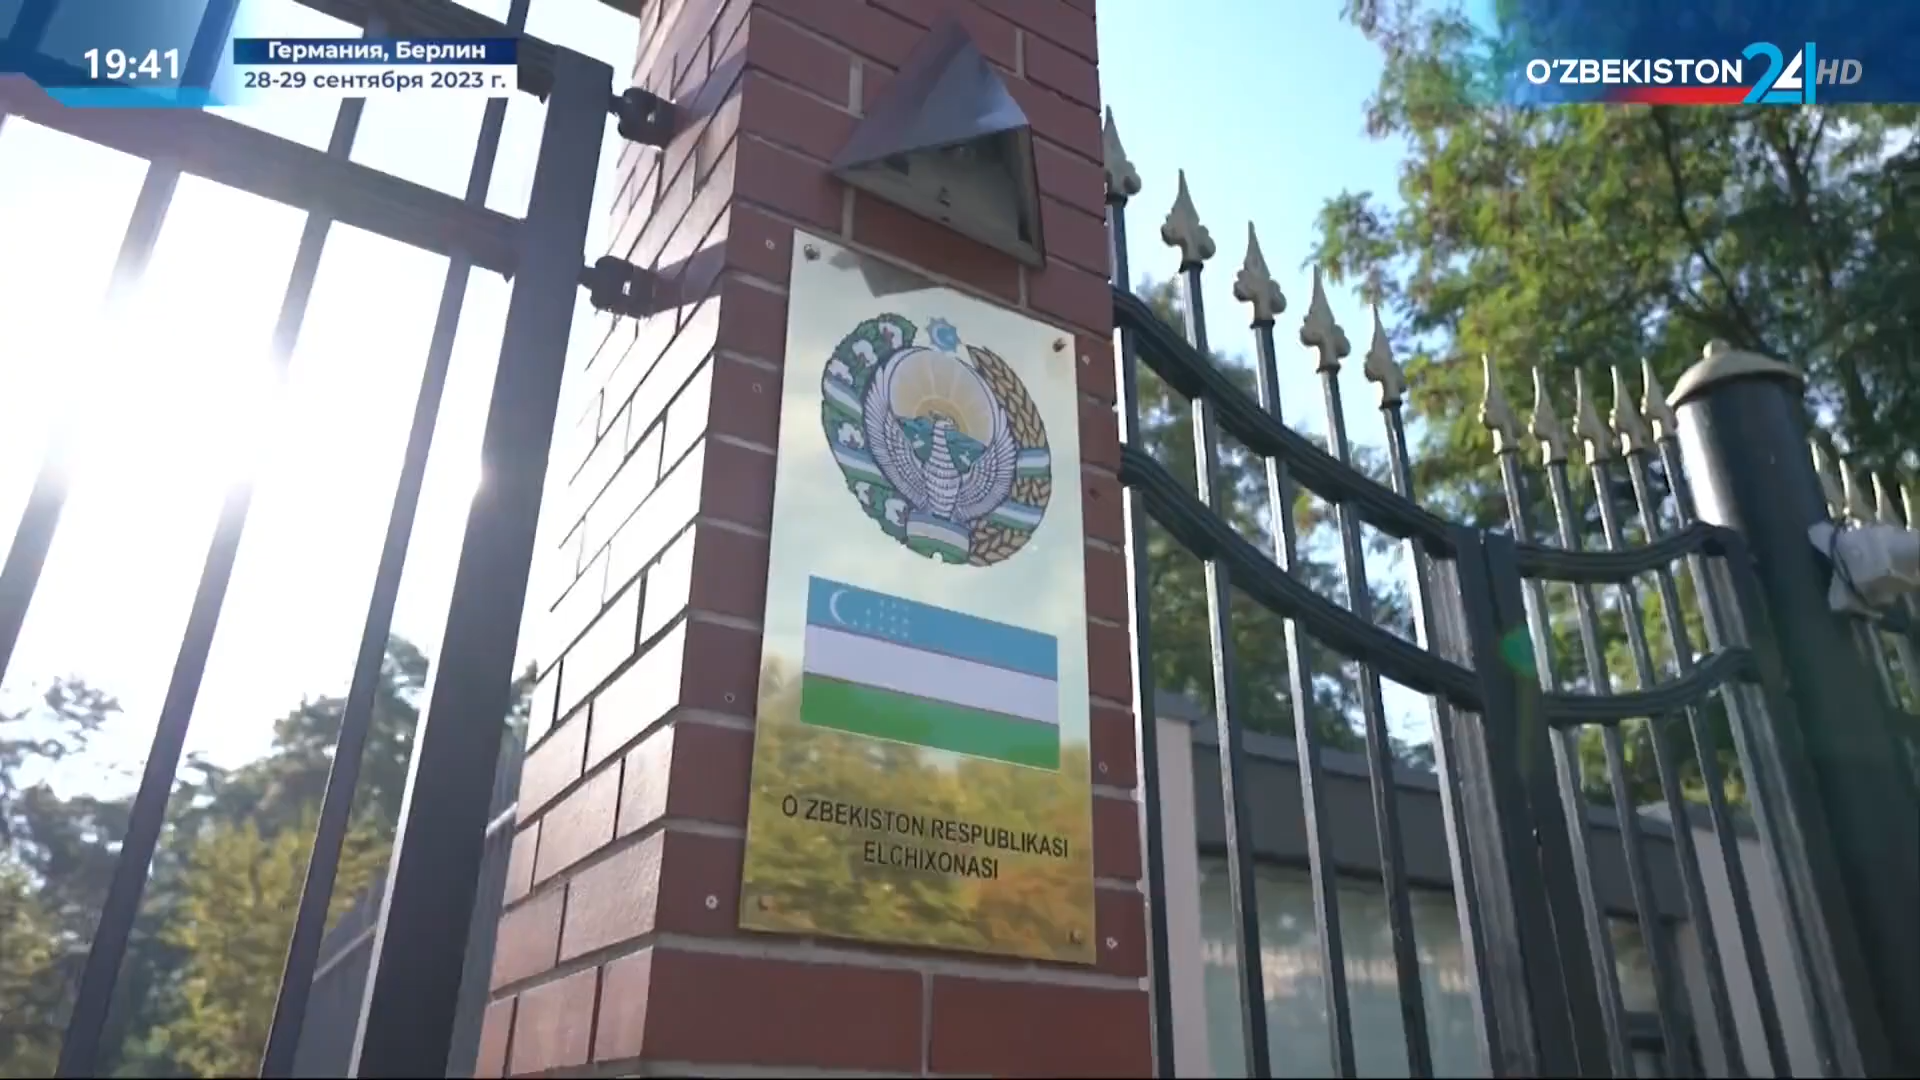 19:41
Германия, Берлин
28-29 сентября 2023 г.
O‘ZBEKISTON 24 HD
O ZBEKISTON RESPUBLIKASI
ELCHIXONASI